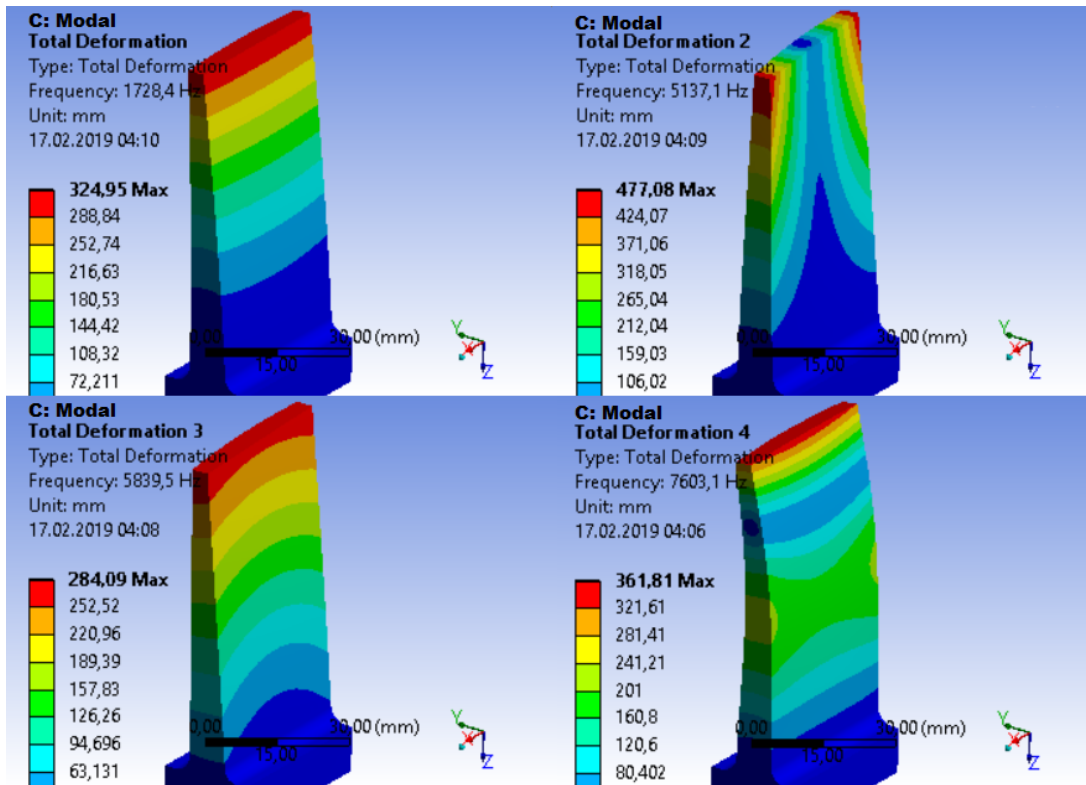 C: Modal
Total Deformation
Type: Total Deformation
Frequency: 1728,4 Hz
Unit: mm
17.02.2019 04:10
324,95 Max
288,84
252,74
216,63
180,53
144,42
108,32
72,211
0,00
30,00 (mm)
15,00
Y
X
Z
C: Modal
Total Deformation 2
Type: Total Deformation
Frequency: 5137,1 Hz
Unit: mm
17.02.2019 04:09
477,08 Max
424,07
371,06
318,05
265,04
212,04
159,03
106,02
0,00
30,00 (mm)
15,00
Y
X
Z
C: Modal
Total Deformation 3
Type: Total Deformation
Frequency: 5839,5 Hz
Unit: mm
17.02.2019 04:08
284,09 Max
252,52
220,96
189,39
157,83
126,26
94,696
63,131
0,00
30,00 (mm)
15,00
Y
X
Z
C: Modal
Total Deformation 4
Type: Total Deformation
Frequency: 7603,1 Hz
Unit: mm
17.02.2019 04:06
361,81 Max
321,61
281,41
241,21
201
160,8
120,6
80,402
0,00
30,00 (mm)
15,00
Y
X
Z